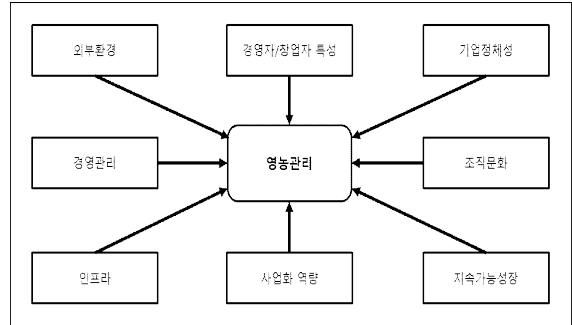 외부환경
경영자/창업자 특성
기업정체성
경영관리
영농관리
조직문화
인프라
사업화 역량
지속가능성장